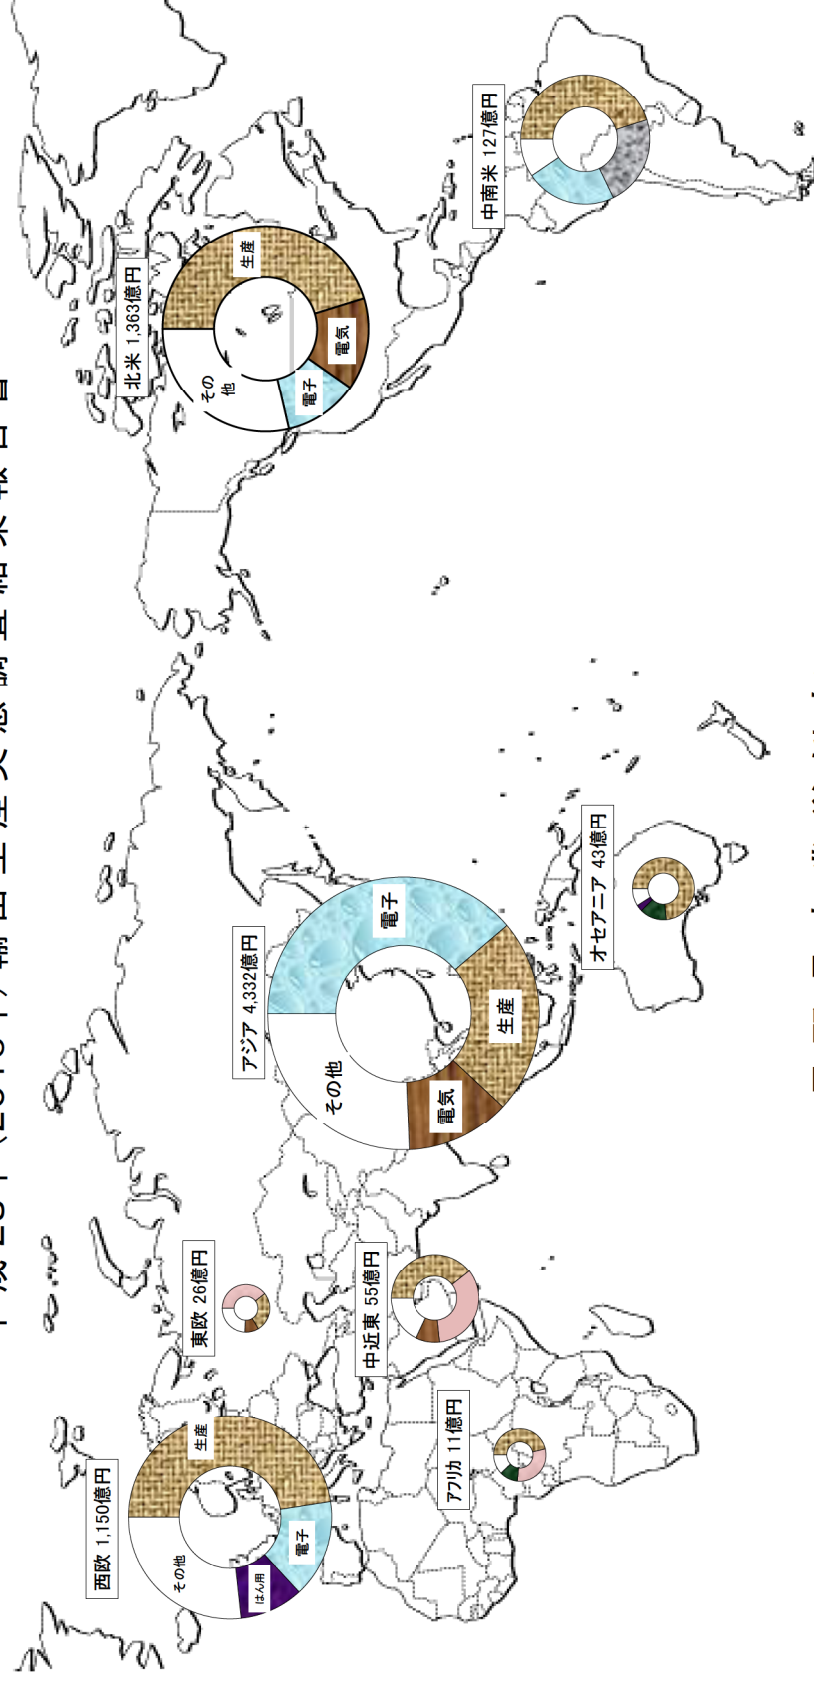 西欧 1,150億円
生産
電子
はん用
その他
東欧 26億円
中近東 55億円
アフリカ 11億円
アジア 4,332億円
電子
生産
電気
その他
オセアニア 43億円
北米 1,363億円
生産
電気
電子
その
他
中南米 127億円